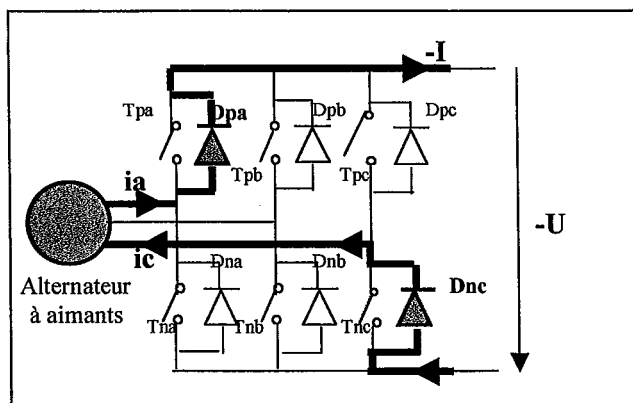 -I
Tpa
Dpa
Dpb
Dpc
Tpb
Tpc
ia
-U
ic
Dna
Dnb
Dnc
Alternateur
à aimants
Tna
Tnb
Tnc